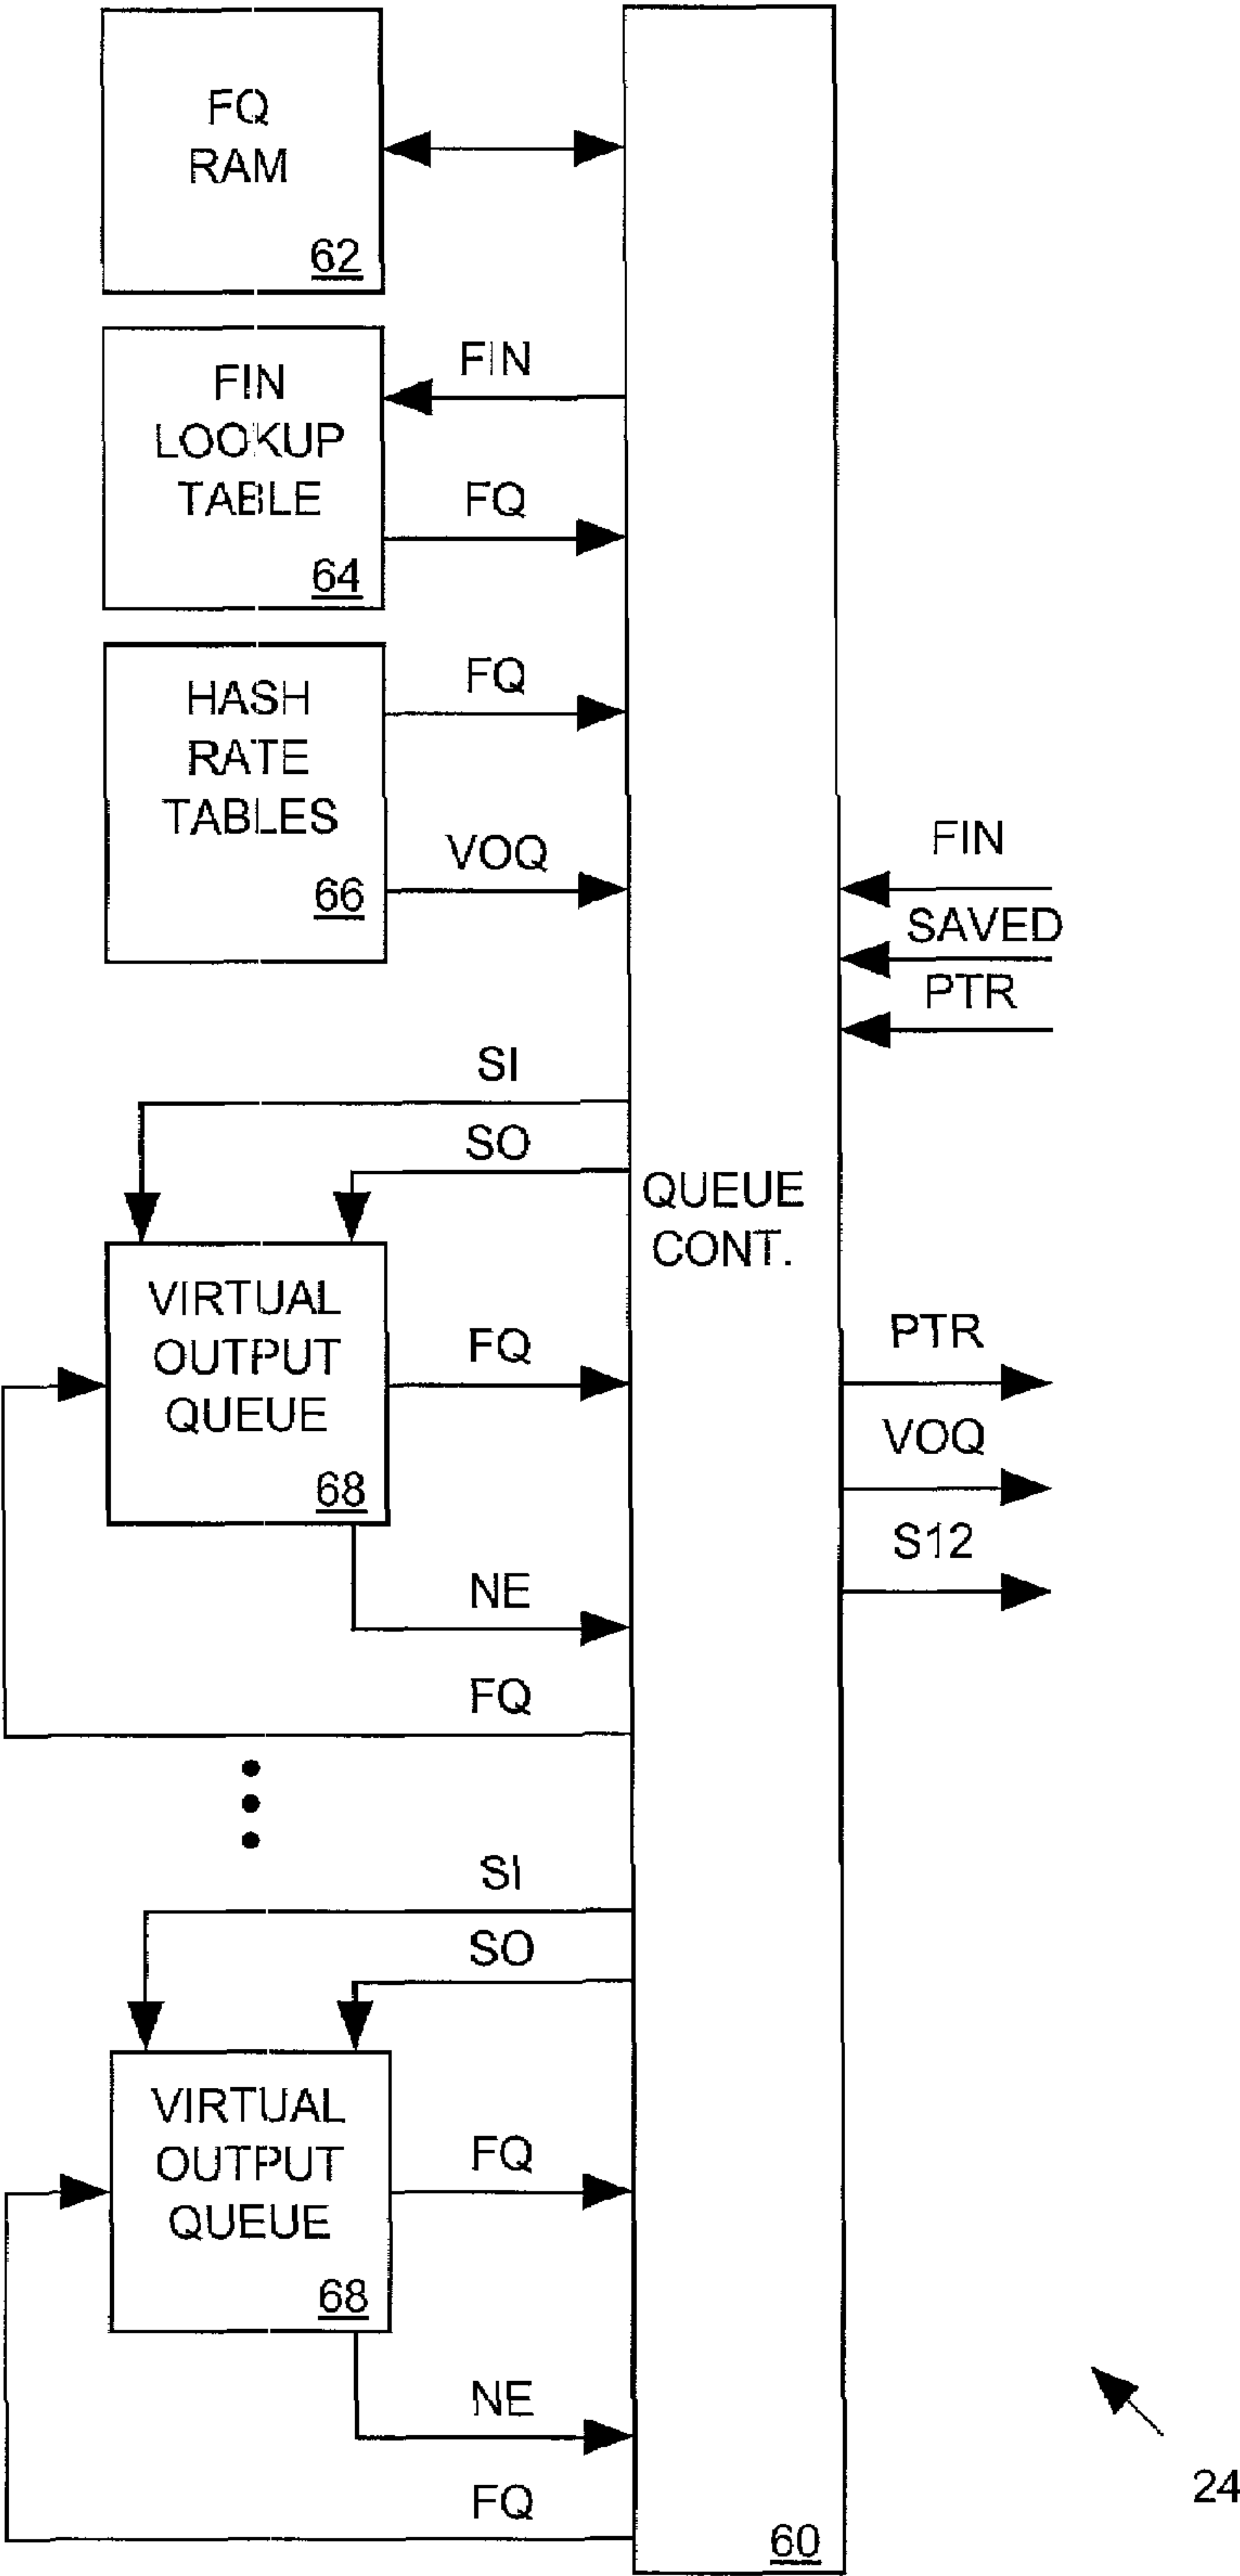 FQ
RAM
62
FIN
LOOKUP
TABLE
64
FIN
FQ
HASH
RATE
TABLES
66
FQ
VOQ
FIN
SAVED
PTR
SI
SO
QUEUE
CONT.
VIRTUAL
OUTPUT
QUEUE
68
FQ
NE
FQ
PTR
VOQ
S12
SI
SO
VIRTUAL
OUTPUT
QUEUE
68
FQ
NE
FQ
60
24